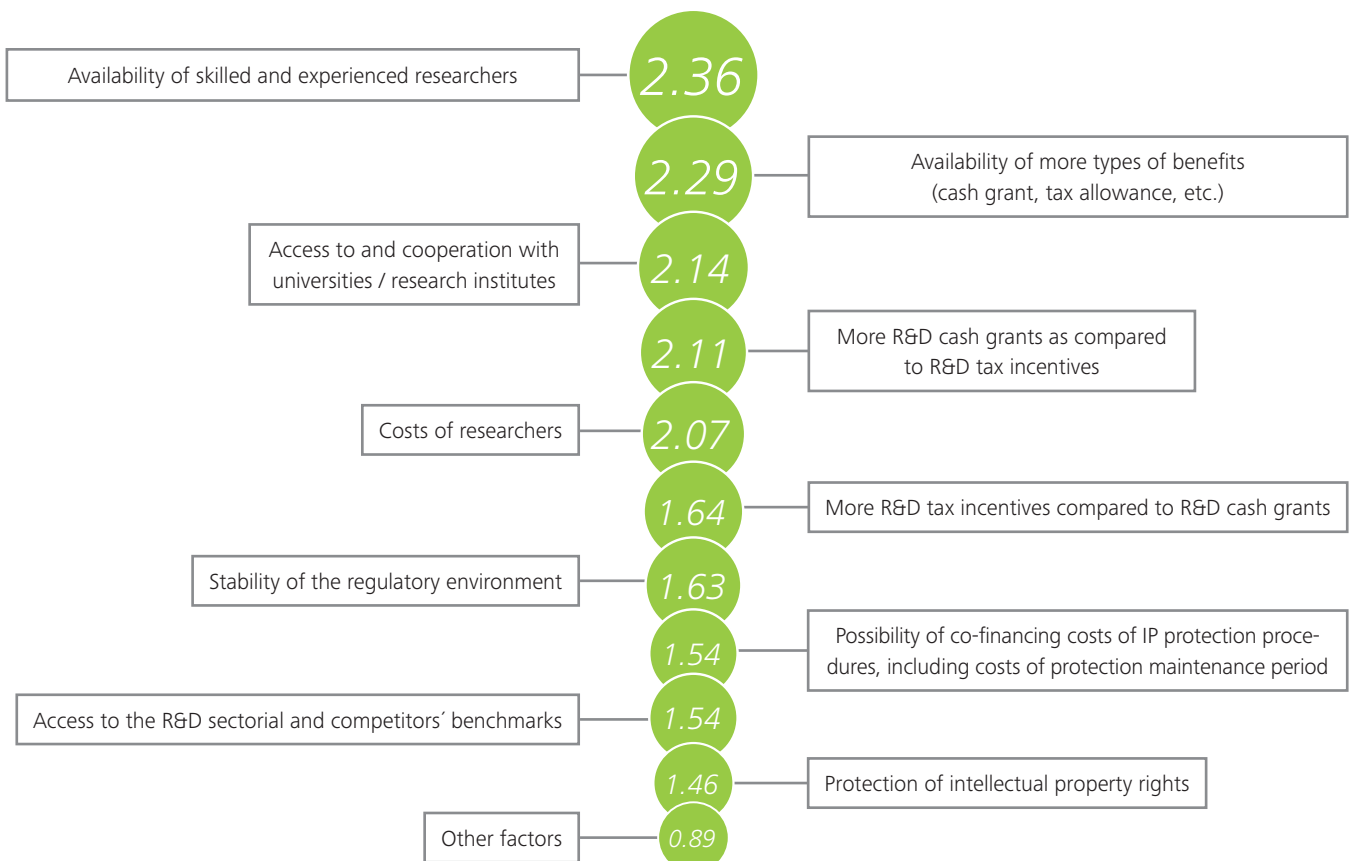 Availability of skilled and experienced researchers
2.36
2.29
Availability of more types of benefits
(cash grant, tax allowance, etc.)
Access to and cooperation with
universities / research institutes
2.14
2.11
More R&D cash grants as compared
to R&D tax incentives
Costs of researchers
2.07
1.64
More R&D tax incentives compared to R&D cash grants
Stability of the regulatory environment
1.63
1.54
Possibility of co-financing costs of IP protection proce-
dures, including costs of protection maintenance period
Access to the R&D sectorial and competitors´ benchmarks
1.54
1.46
Protection of intellectual property rights
Other factors
0.89